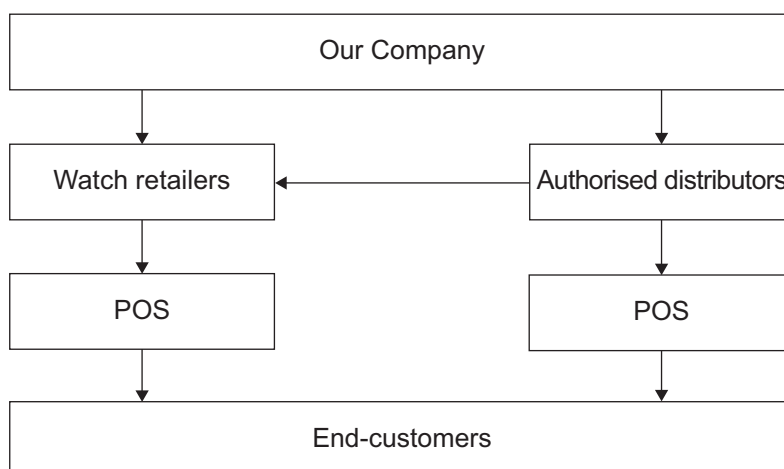 Our Company
Watch retailers
Authorised distributors
POS
POS
End-customers